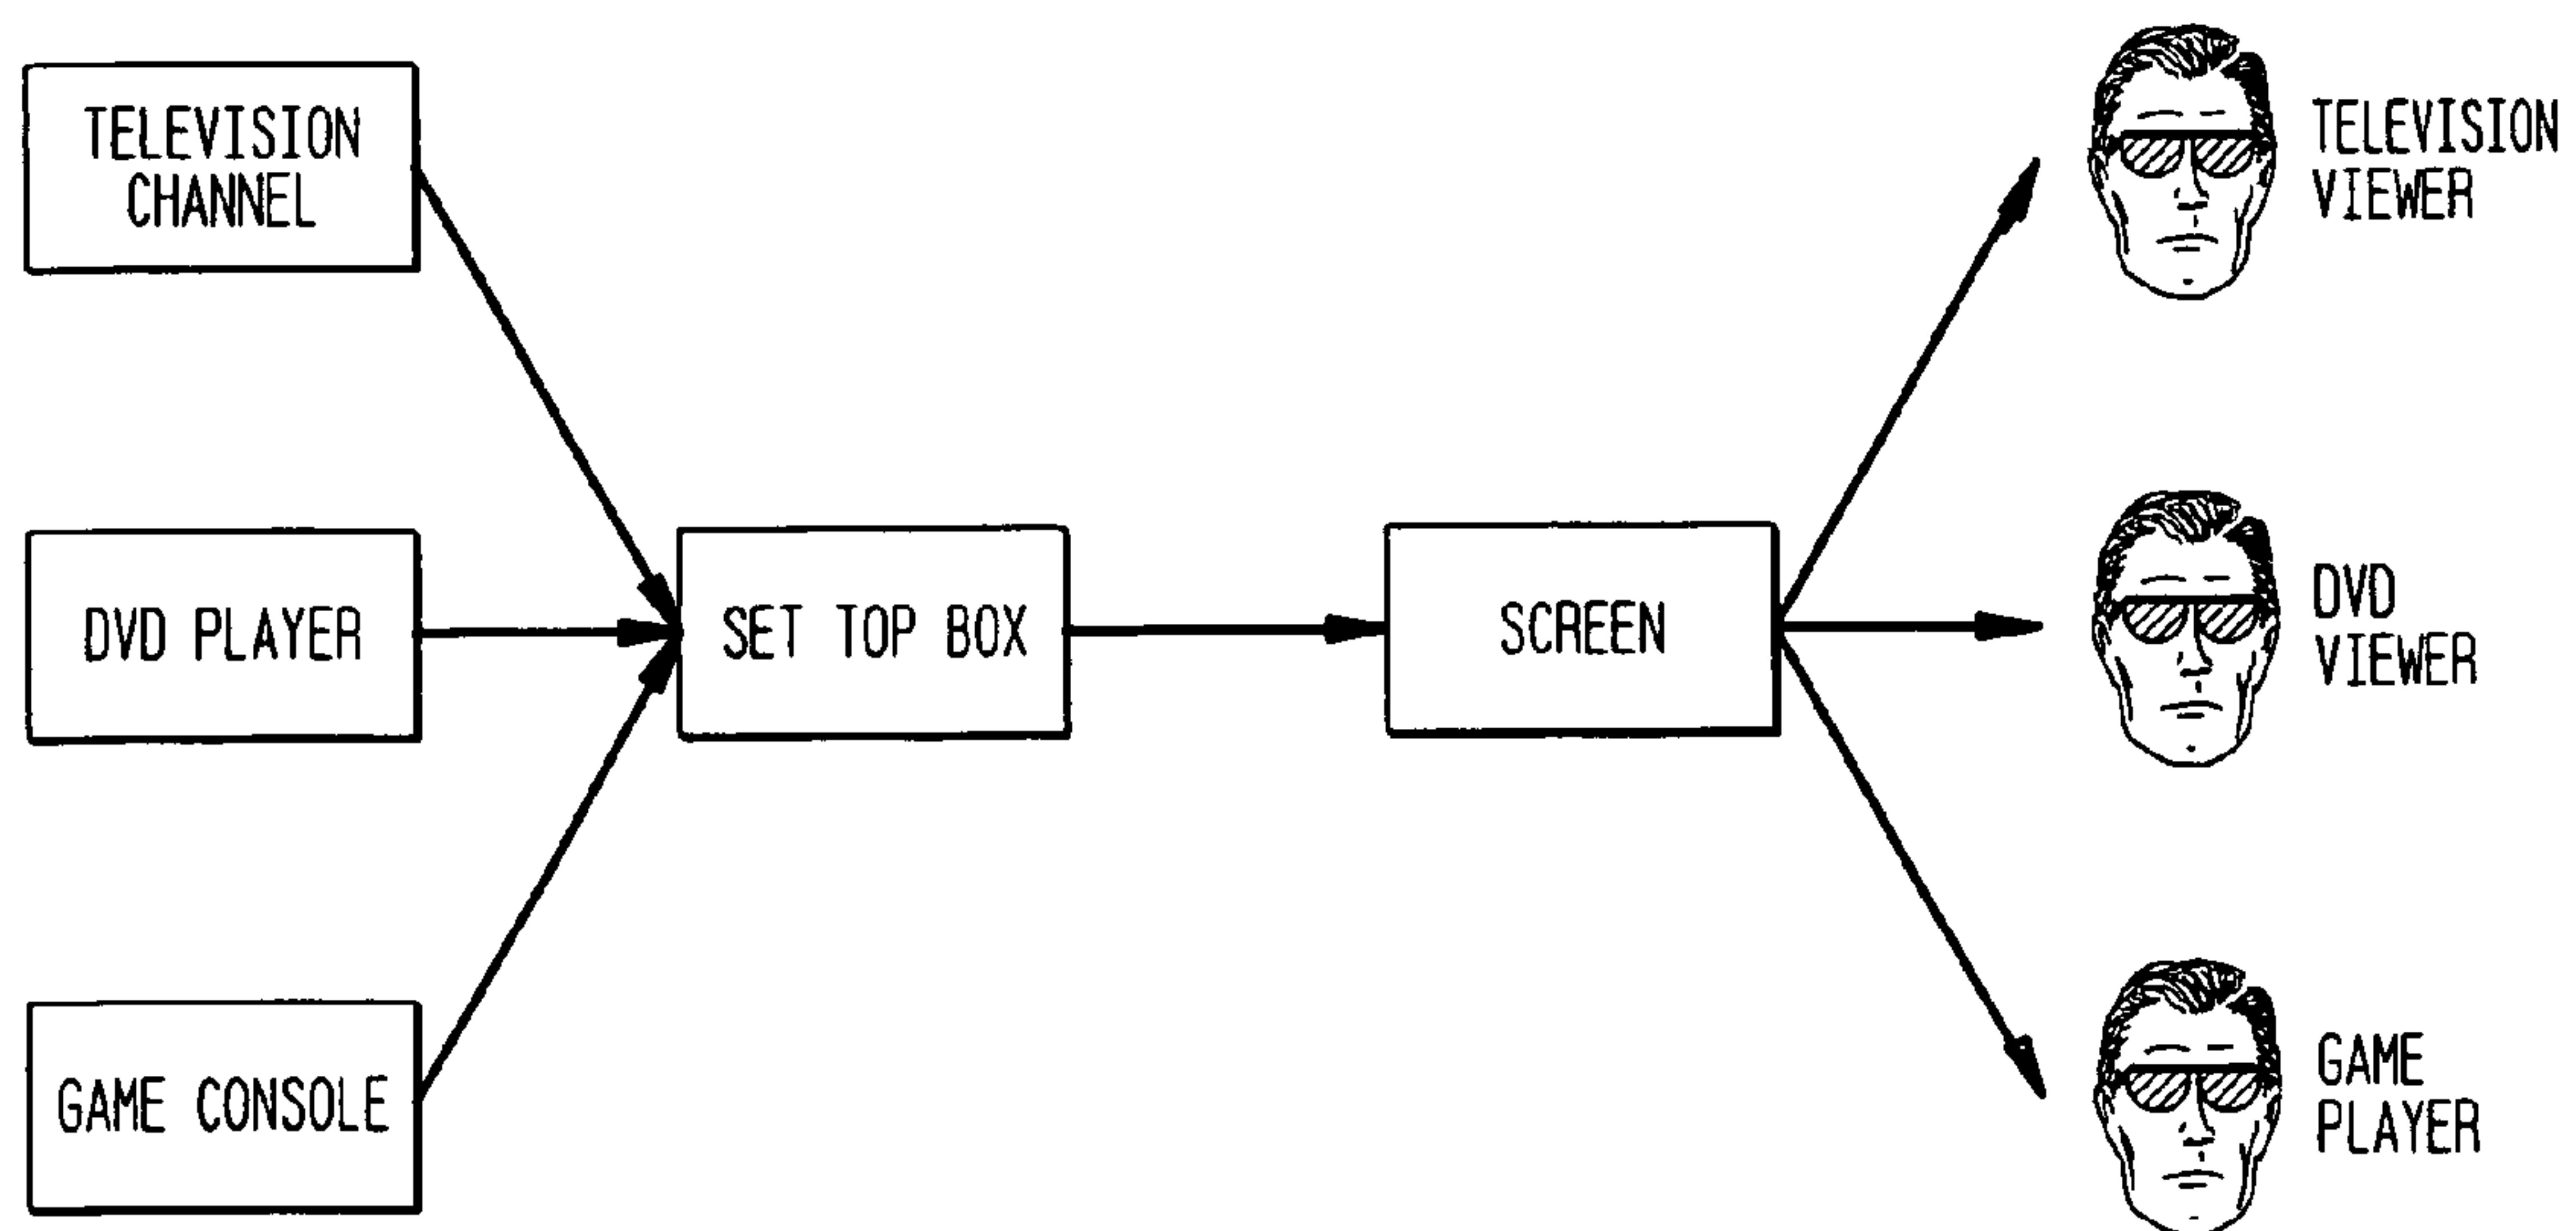 TELEVISION
CHANNEL
TELEVISION
VIEWER
DVD PLAYER
SET TOP BOX
SCREEN
DVD
VIEWER
GAME CONSOLE
GAME
PLAYER